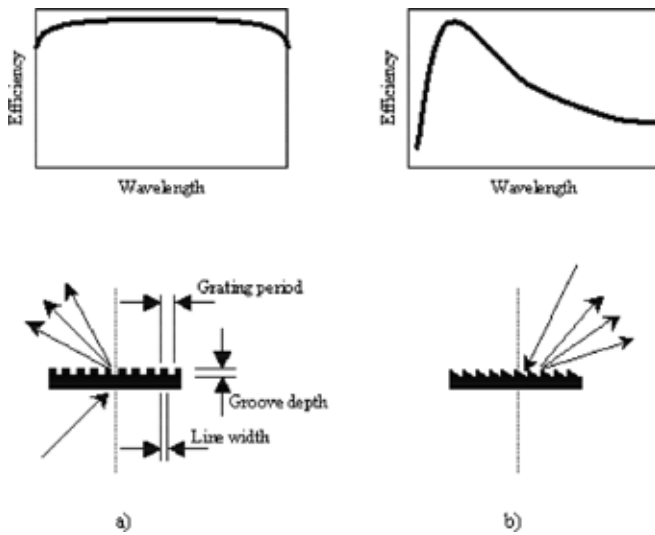 Efficiency
Wavelength
Efficiency
Wavelength
Grating period
Groove depth
Line width
a)
b)